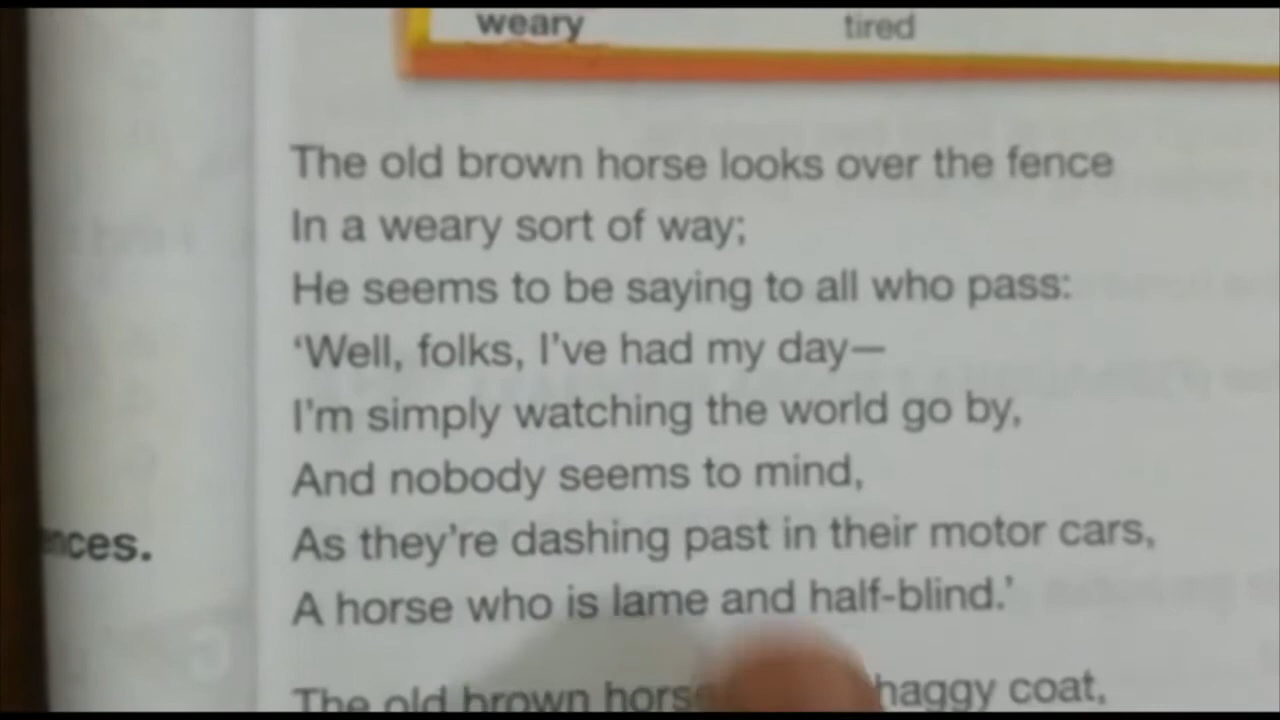 weary tired
The old brown horse looks over the fence
In a weary sort of way;
He seems to be saying to all who pass:
‘Well, folks, I’ve had my day—
I’m simply watching the world go by,
And nobody seems to mind,
As they’re dashing past in their motor cars,
nces.
A horse who is lame and half-blind.’
The old brown horse haggy coat,